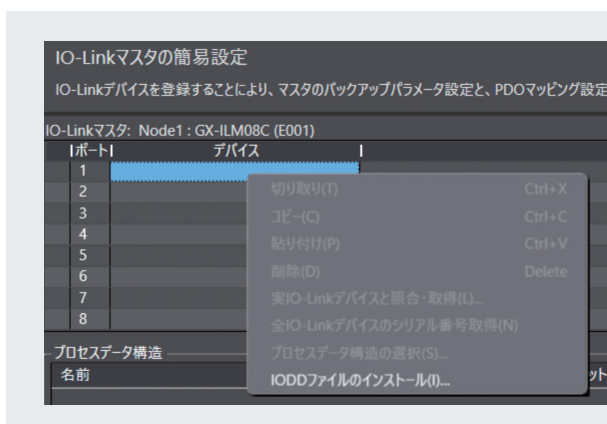 IO-Linkマスタの簡易設定
IO-Linkデバイスを登録することにより、マスタのバックアップパラメータ設定と、PDOマッピング設定
IO-Linkマスタ: Node1 : GX-ILM08C (E001)
ポート デバイス
1
2
3
4
5
6
7
8
切り取り(T) Ctrl+X
コピー(C) Ctrl+C
貼り付け(P) Ctrl+V
削除(D) Delete
実IO-Linkデバイスと照合・取得(L)...
全IO-Linkデバイスのシリアル番号取得(N)
プロセスデータ構造の選択(S)...
IODDファイルのインストール(I)...
プロセスデータ構造
名前 ット